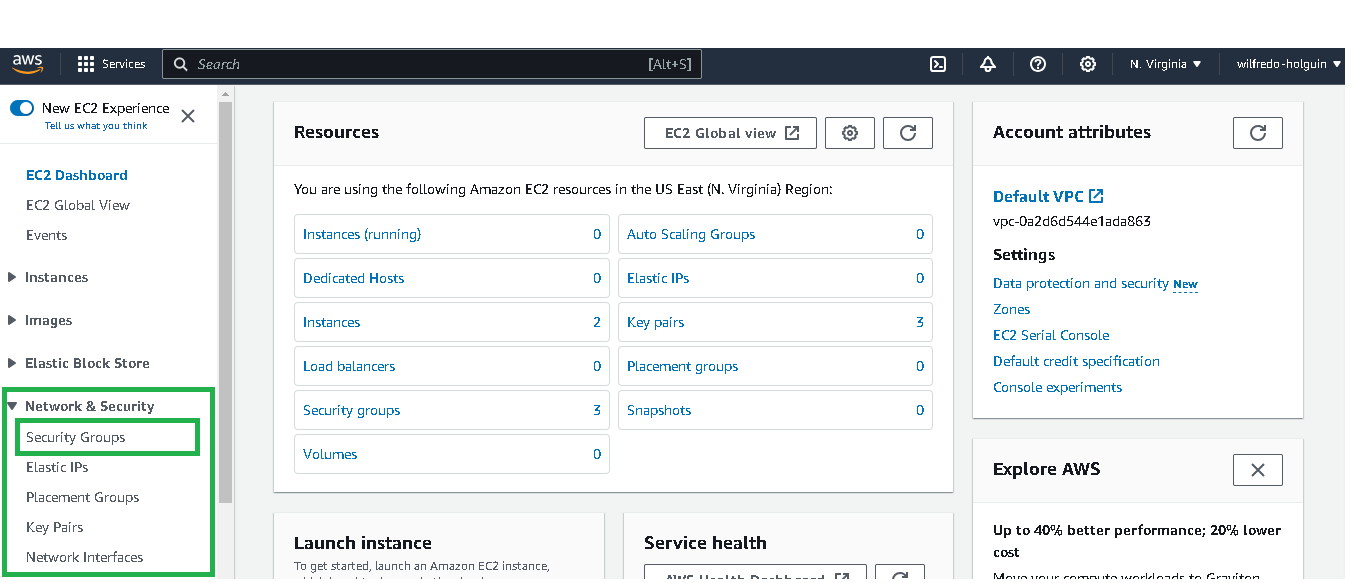 aws
Services
Search
[Alt+S]
N. Virginia
wilfredo-holguin
New EC2 Experience
Tell us what you think
EC2 Dashboard
EC2 Global View
Events
Instances
Images
Elastic Block Store
Network & Security
Security Groups
Elastic IPs
Placement Groups
Key Pairs
Network Interfaces
Resources
EC2 Global view
You are using the following Amazon EC2 resources in the US East (N. Virginia) Region:
Instances (running) 0
Auto Scaling Groups 0
Dedicated Hosts 0
Elastic IPs 0
Instances 2
Key pairs 3
Load balancers 0
Placement groups 0
Security groups 3
Snapshots 0
Volumes 0
Launch instance
To get started, launch an Amazon EC2 instance,
Service health
AWS Health Dashboard
Account attributes
Default VPC
vpc-0a2d6d544e1ada863
Settings
Data protection and security New
Zones
EC2 Serial Console
Default credit specification
Console experiments
Explore AWS
Up to 40% better performance; 20% lower
cost
Move your compute workloads to Graviton